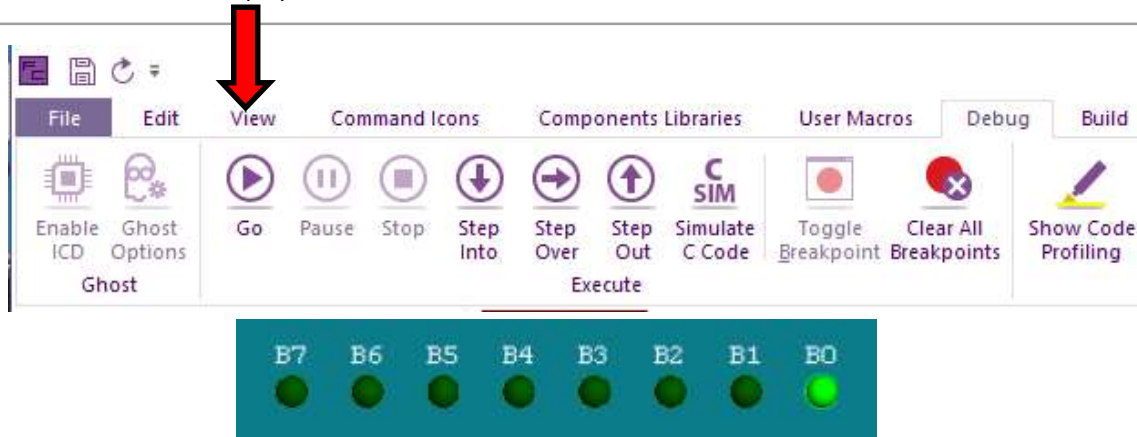 File Edit View Command Icons Components Libraries User Macros Debug Build
Enable ICD
Ghost Options
Go
Pause
Stop
Step Into
Step Over
Step Out
C SIM
Simulate C Code
Toggle Breakpoint
Clear All Breakpoints
Show Code Profiling
Ghost
Execute
B7 B6 B5 B4 B3 B2 B1 B0